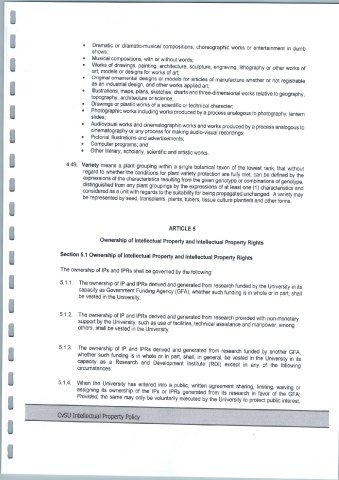 • Dramatic or dramatic-musical compositions, choreographic works or entertainment in dumb
shows;
• Musical compositions, with or without words;
• Works of drawings, painting, architecture, sculpture, engraving, lithography or other works of
art; models or designs for works of art;
• Original ornamental designs or models for articles of manufacture whether or not registrable
as an industrial design, and other works applied art;
• Illustrations, maps, plans, sketches, charts and three-dimensional works relative to geography,
topography, architecture or science;
• Drawings or plastic works of a scientific or technical character;
• Photographic works including works produced by a process analogous to photography; lantern
slides;
• Audiovisual works and cinematographic works and works produced by a process analogous to
cinematography or any process for making audio-visual recordings;
• Pictorial illustrations and advertisements;
• Computer programs; and
• Other literary, scholarly, scientific and artistic works.
4.49. Variety means a plant grouping within a single botanical taxon of the lowest rank, that without
regard to whether the conditions for plant variety protection are fully met, can be defined by the
expressions of the characteristics resulting from the given genotype or combinations of genotype,
distinguished from any plant groupings by the expressions of at least one (1) characteristics and
considered as a unit with regards to the suitability for being propagated unchanged. A variety may
be represented by seed, transplants, plants, tubers, tissue culture plantlets and other forms.
ARTICLE 5
Ownership of Intellectual Property and Intellectual Property Rights
Section 5.1 Ownership of Intellectual Property and Intellectual Property Rights
The ownership of IPs and IPRs shall be governed by the following:
5.1.1. The ownership of IP and IPRs derived and generated from research funded by the University in its
capacity as Government Funding Agency (GFA), whether such funding is in whole or in part, shall
be vested in the University.
5.1.2. The ownership of IP and IPRs derived and generated from research provided with non-monetary
support by the University, such as use of facilities, technical assistance and manpower, among
others, shall be vested in the University.
5.1.3. The ownership of IP and IPRs derived and generated from research funded by another GFA,
whether such funding is whole or in part, shall, in general, be vested in the University in its
capacity as a Research and Development Institute (RDI) except in any of the following
circumstances:
5.1.4. When the University has entered into a public, written agreement sharing, limiting, waiving or
assigning its ownership of the IPs or IPRs generated from its research in favor of the GFA;
Provided, the same may only be voluntarily executed by the University to protect public interest,
CvSU Intellectual Property Policy